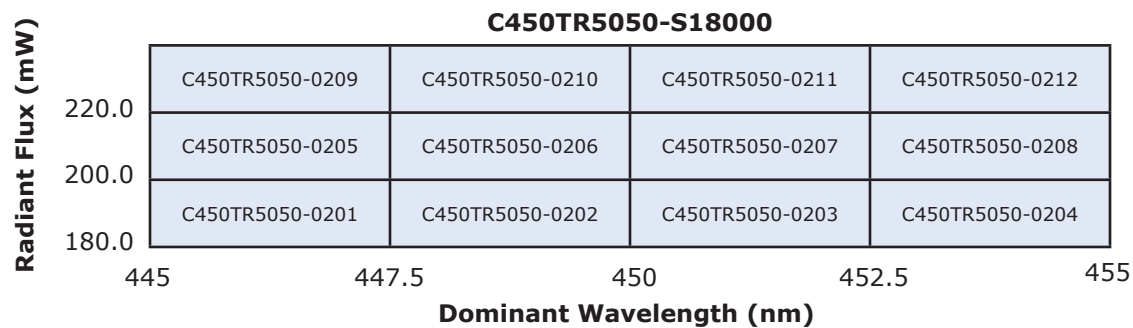 C450TR5050-S18000
Radiant Flux (mW)
C450TR5050-0209 C450TR5050-0210 C450TR5050-0211 C450TR5050-0212
220.0
C450TR5050-0205 C450TR5050-0206 C450TR5050-0207 C450TR5050-0208
200.0
C450TR5050-0201 C450TR5050-0202 C450TR5050-0203 C450TR5050-0204
180.0
445 447.5 450 452.5 455
Dominant Wavelength (nm)